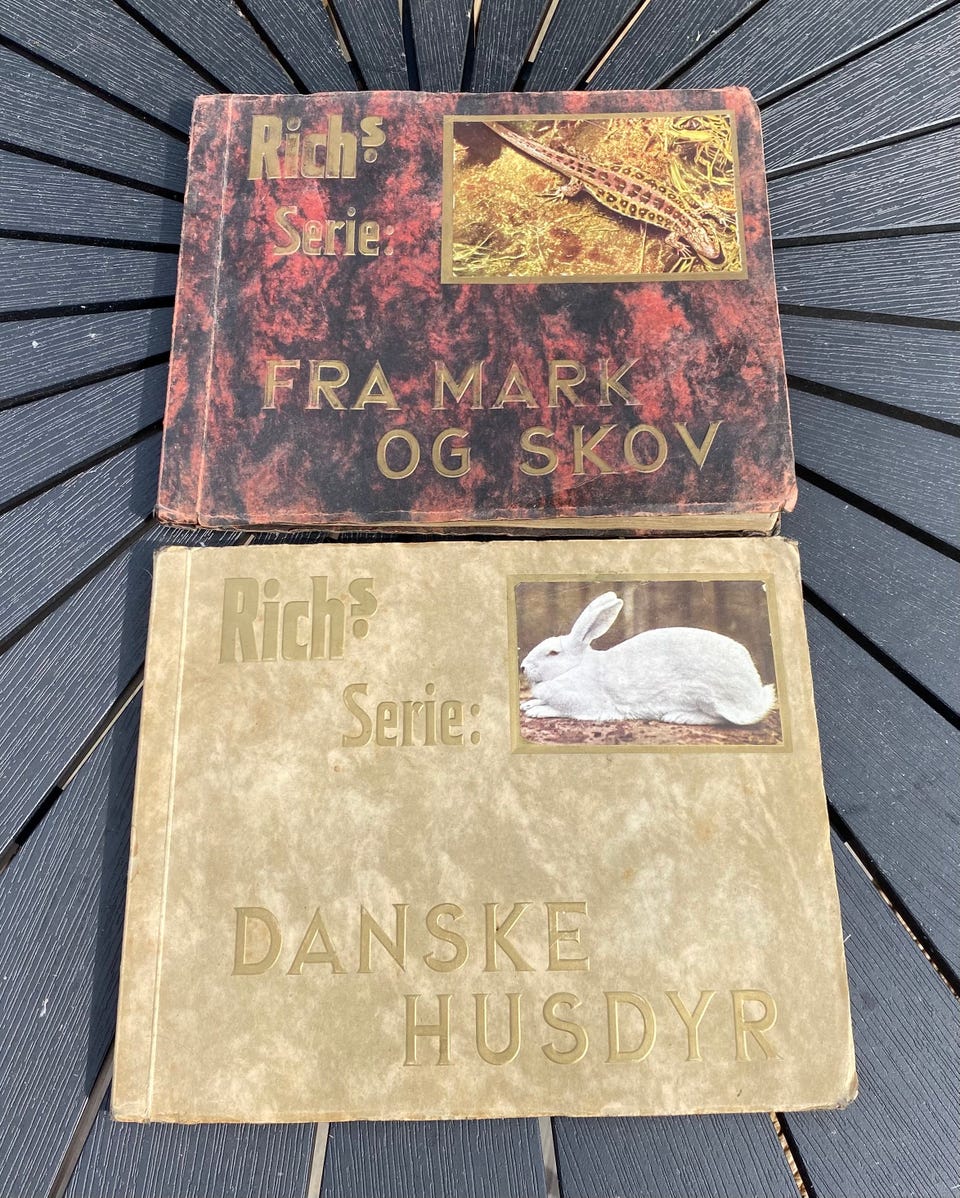 Richs.
Serie:
FRA MARK
OG SKOV
Richs.
Serie:
DANSKE
HUSDYR